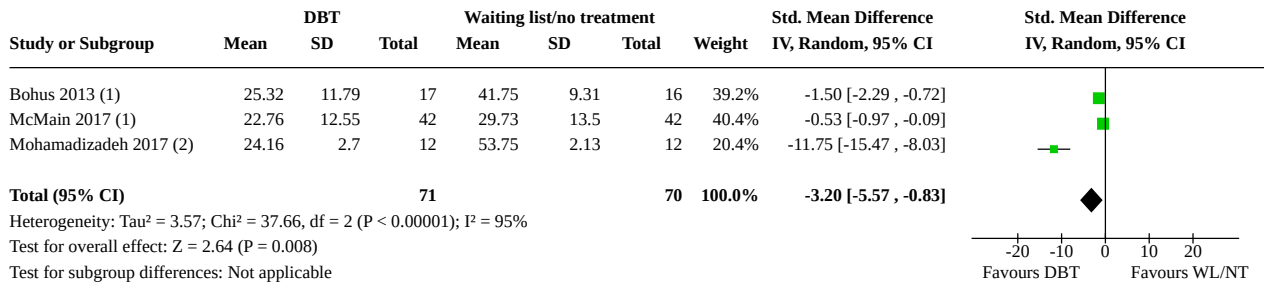 DBT Waiting list/no treatment Std. Mean Difference Std. Mean Difference
Study or Subgroup Mean SD Total Mean SD Total Weight IV, Random, 95% CI IV, Random, 95% CI
Bohus 2013 (1) 25.32 11.79 17 41.75 9.31 16 39.2% -1.50 [-2.29 , -0.72]
McMain 2017 (1) 22.76 12.55 42 29.73 13.5 42 40.4% -0.53 [-0.97 , -0.09]
Mohamadizadeh 2017 (2) 24.16 2.7 12 53.75 2.13 12 20.4% -11.75 [-15.47 , -8.03]
Total (95% CI) 71 70 100.0% -3.20 [-5.57 , -0.83]
Heterogeneity: Tau² = 3.57; Chi² = 37.66, df = 2 (P < 0.00001); I² = 95%
Test for overall effect: Z = 2.64 (P = 0.008)
Test for subgroup differences: Not applicable
-20 -10 0 10 20
Favours DBT Favours WL/NT